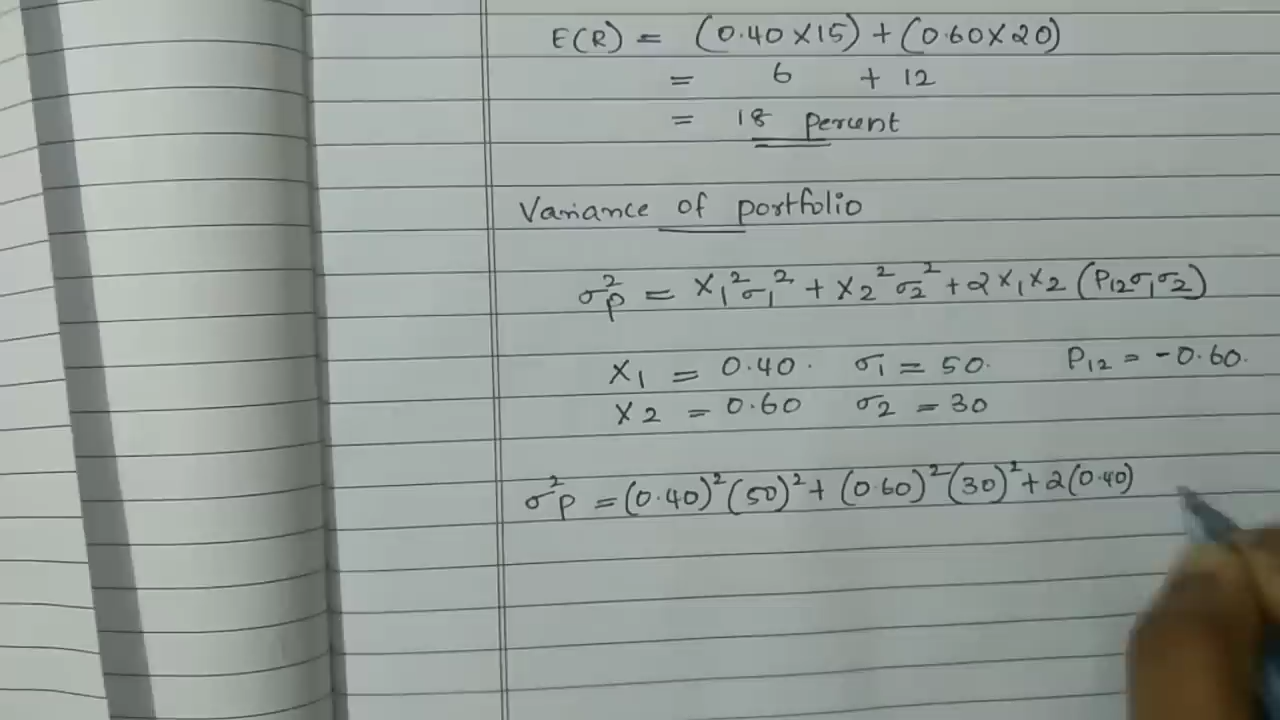 E(R) = (0.40 X 15) + (0.60 X 20)
= 6 + 12
= 18 percent
Variance of portfolio
σ²p = X₁²σ₁² + X₂²σ₂² + 2X₁X₂ (P₁₂σ₁σ₂)
X₁ = 0.40. σ₁ = 50. P₁₂ = -0.60.
X₂ = 0.60 σ₂ = 30
σ²p = (0.40)²(50)² + (0.60)²(30)² + 2(0.40)